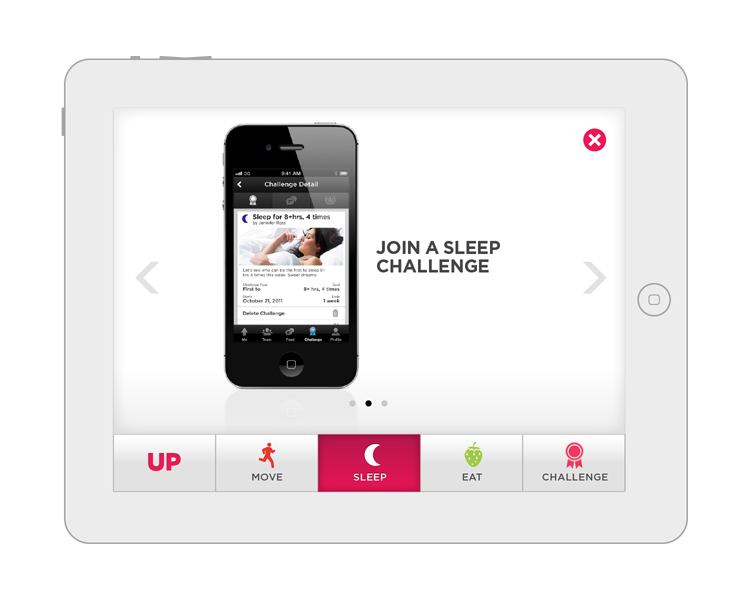 3G 9:41 AM
Challenge Detail
Sleep for 8+hrs, 4 times
by Jennifer Ross
JOIN A SLEEP
CHALLENGE
Let's see who can be the first to sleep 8+
hrs 4 times this week. Sweet dreams
Challenge Type Goal
First to 8+ hrs, 4 times
Starts Ends
October 21, 2011 1 week
Delete Challenge
Me Team Feed Challenge Profile
UP MOVE SLEEP EAT CHALLENGE